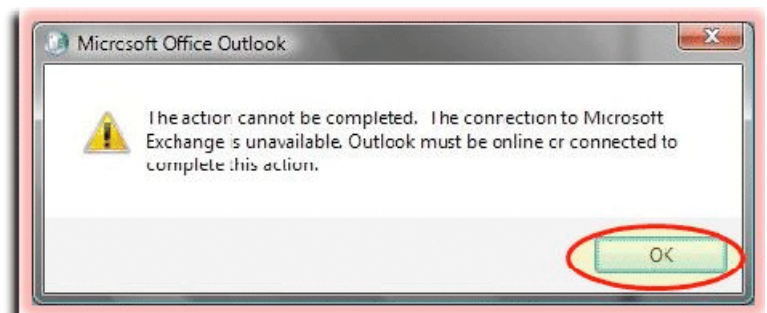 Microsoft Office Outlook
The action cannot be completed. The connection to Microsoft
Exchange is unavailable. Outlook must be online or connected to
complete this action.
OK